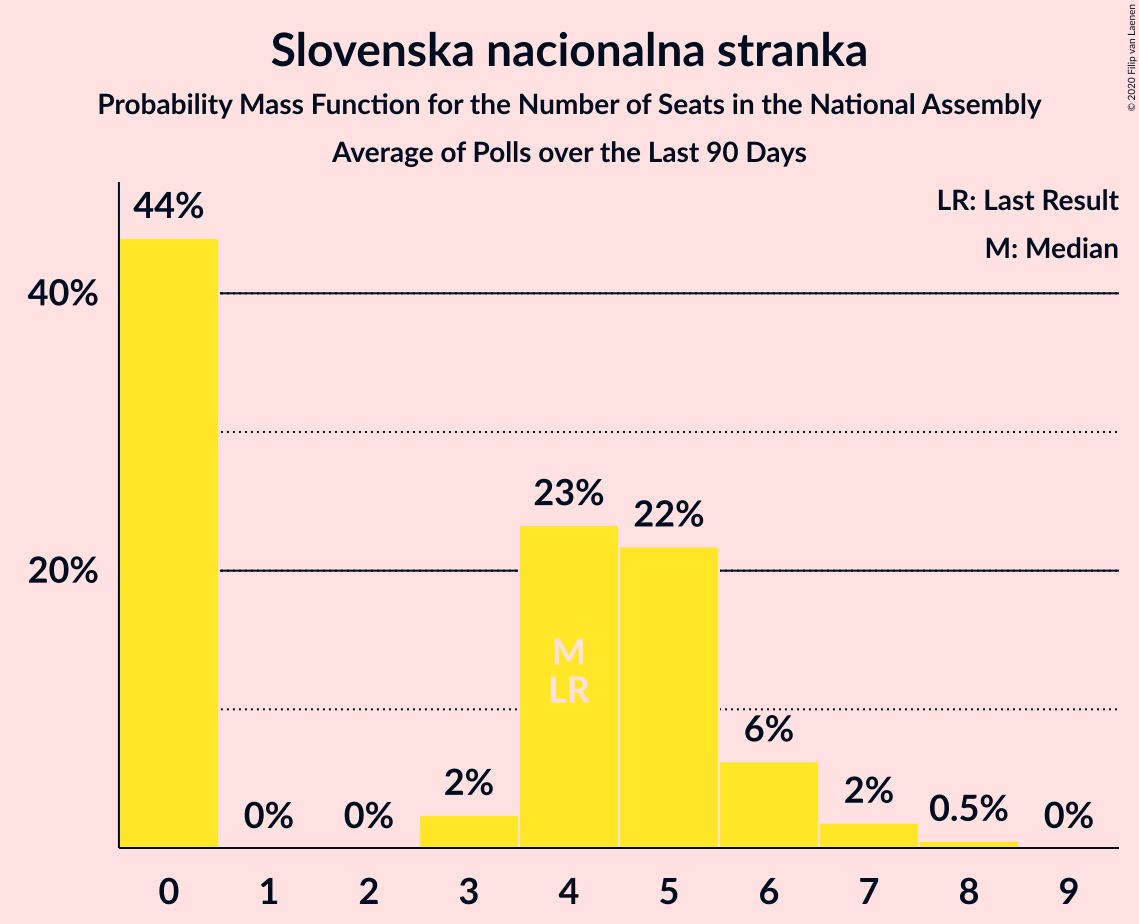 Slovenska nacionalna stranka
Probability Mass Function for the Number of Seats in the National Assembly
Average of Polls over the Last 90 Days
© 2020 Filip van Laenen
LR: Last Result
M: Median
44%
40%
23%
22%
20%
M
LR
6%
2%
2%
0.5%
0%
0%
0%
0 1 2 3 4 5 6 7 8 9